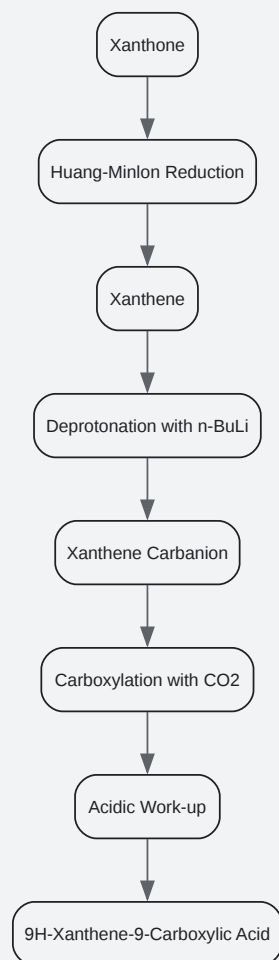 Xanthone
Huang-Minlon Reduction
Xanthene
Deprotonation with n-BuLi
Xanthene Carbanion
Carboxylation with CO2
Acidic Work-up
9H-Xanthene-9-Carboxylic Acid